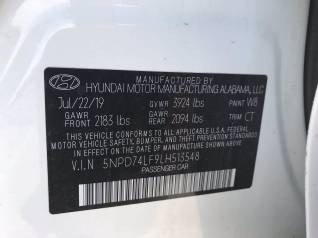 MANUFACTURED BY
HYUNDAI MOTOR MANUFACTURING ALABAMA, LLC
Jul/22/19 GVWR 3924 lbs PAINT W8
GAWR FRONT 2183 lbs GAWR REAR 2094 lbs TRIM CT
THIS VEHICLE CONFORMS TO ALL APPLICABLE U.S. FEDERAL
MOTOR VEHICLE SAFETY, BUMPER, AND THEFT PREVENTION
STANDARDS IN EFFECT ON THE DATE OF MANUFACTURE SHOWN ABOVE.
V.I.N 5NPD74LF9LH513548
PASSENGER CAR